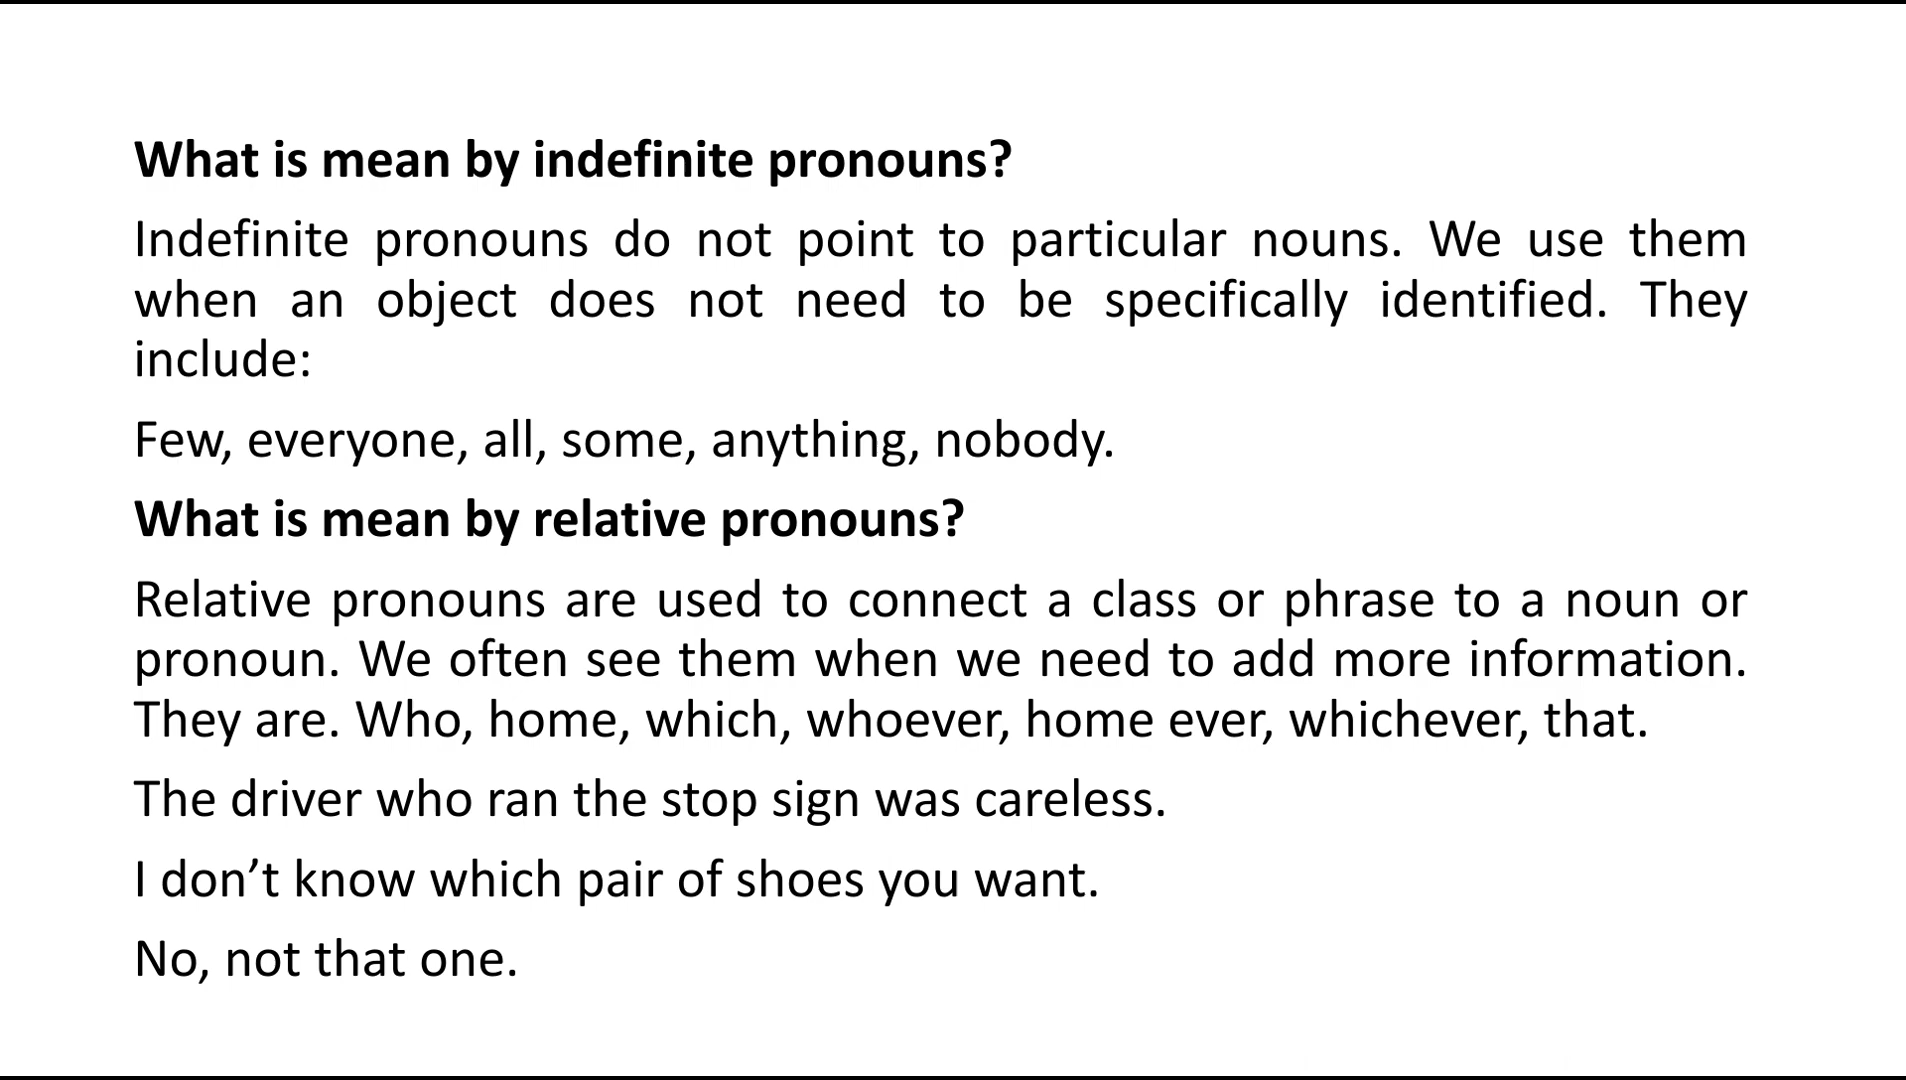 What is mean by indefinite pronouns?
Indefinite pronouns do not point to particular nouns. We use them
when an object does not need to be specifically identified. They
include:
Few, everyone, all, some, anything, nobody.
What is mean by relative pronouns?
Relative pronouns are used to connect a class or phrase to a noun or
pronoun. We often see them when we need to add more information.
They are. Who, home, which, whoever, home ever, whichever, that.
The driver who ran the stop sign was careless.
I don’t know which pair of shoes you want.
No, not that one.